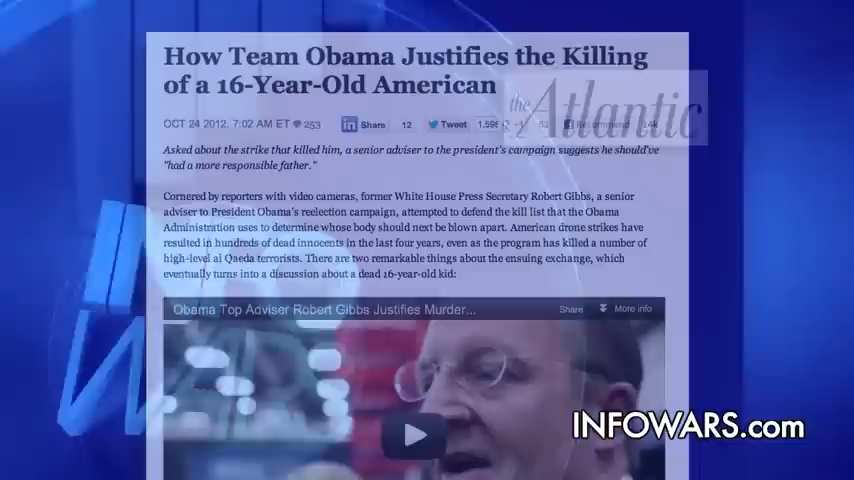 How Team Obama Justifies the Killing
of a 16-Year-Old American
the Atlantic
OCT 24 2012, 7:02 AM ET 253 Share 12 Tweet Recommend
Asked about the strike that killed him, a senior adviser to the president's campaign suggests he should've
"had a more responsible father."
Cornered by reporters with video cameras, former White House Press Secretary Robert Gibbs, a senior
adviser to President Obama's reelection campaign, attempted to defend the kill list that the Obama
Administration uses to determine whose body should next be blown apart. American drone strikes have
resulted in hundreds of dead innocents in the last four years, even as the program has killed a number of
high-level al Qaeda terrorists. There are two remarkable things about the ensuing exchange, which
eventually turns into a discussion about a dead 16-year-old kid:
Obama Top Adviser Robert Gibbs Justifies Murder... Share More info
INFOWARS.com